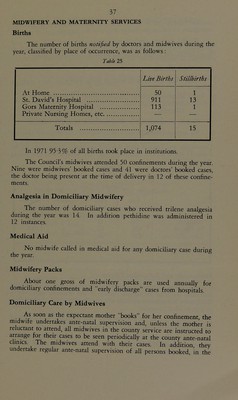 37
MIDWIFERY AND MATERNITY SERVICES
Births
The number of births notified by doctors and midwives during the
year, classified by place of occurrence, was as follows:
Table 25
Live Births Stillbirths
At Home ........ 50 1
St. David's Hospital ........ 911 13
Gors Maternity Hospital ........ 113 1
Private Nursing Homes, etc. ........ — —
Totals ........ 1,074 15
In 1971 95·5% of all births took place in institutions.
The Council's midwives attended 50 confinements during the year.
Nine were midwives' booked cases and 41 were doctors' booked cases,
the doctor being present at the time of delivery in 12 of these confine-
ments.
Analgesia in Domiciliary Midwifery
The number of domiciliary cases who received trilene analgesia
during the year was 14. In addition pethidine was administered in
12 instances.
Medical Aid
No midwife called in medical aid for any domiciliary case during
the year.
Midwifery Packs
About one gross of midwifery packs are used annually for
domiciliary confinements and "early discharge" cases from hospitals.
Domiciliary Care by Midwives
As soon as the expectant mother "books" for her confinement, the
midwife undertakes ante-natal supervision and, unless the mother is
reluctant to attend, all midwives in the county service are instructed to
arrange for their cases to be seen periodically at the county ante-natal
clinics. The midwives attend with their cases. In addition, they
undertake regular ante-natal supervision of all persons booked, in the